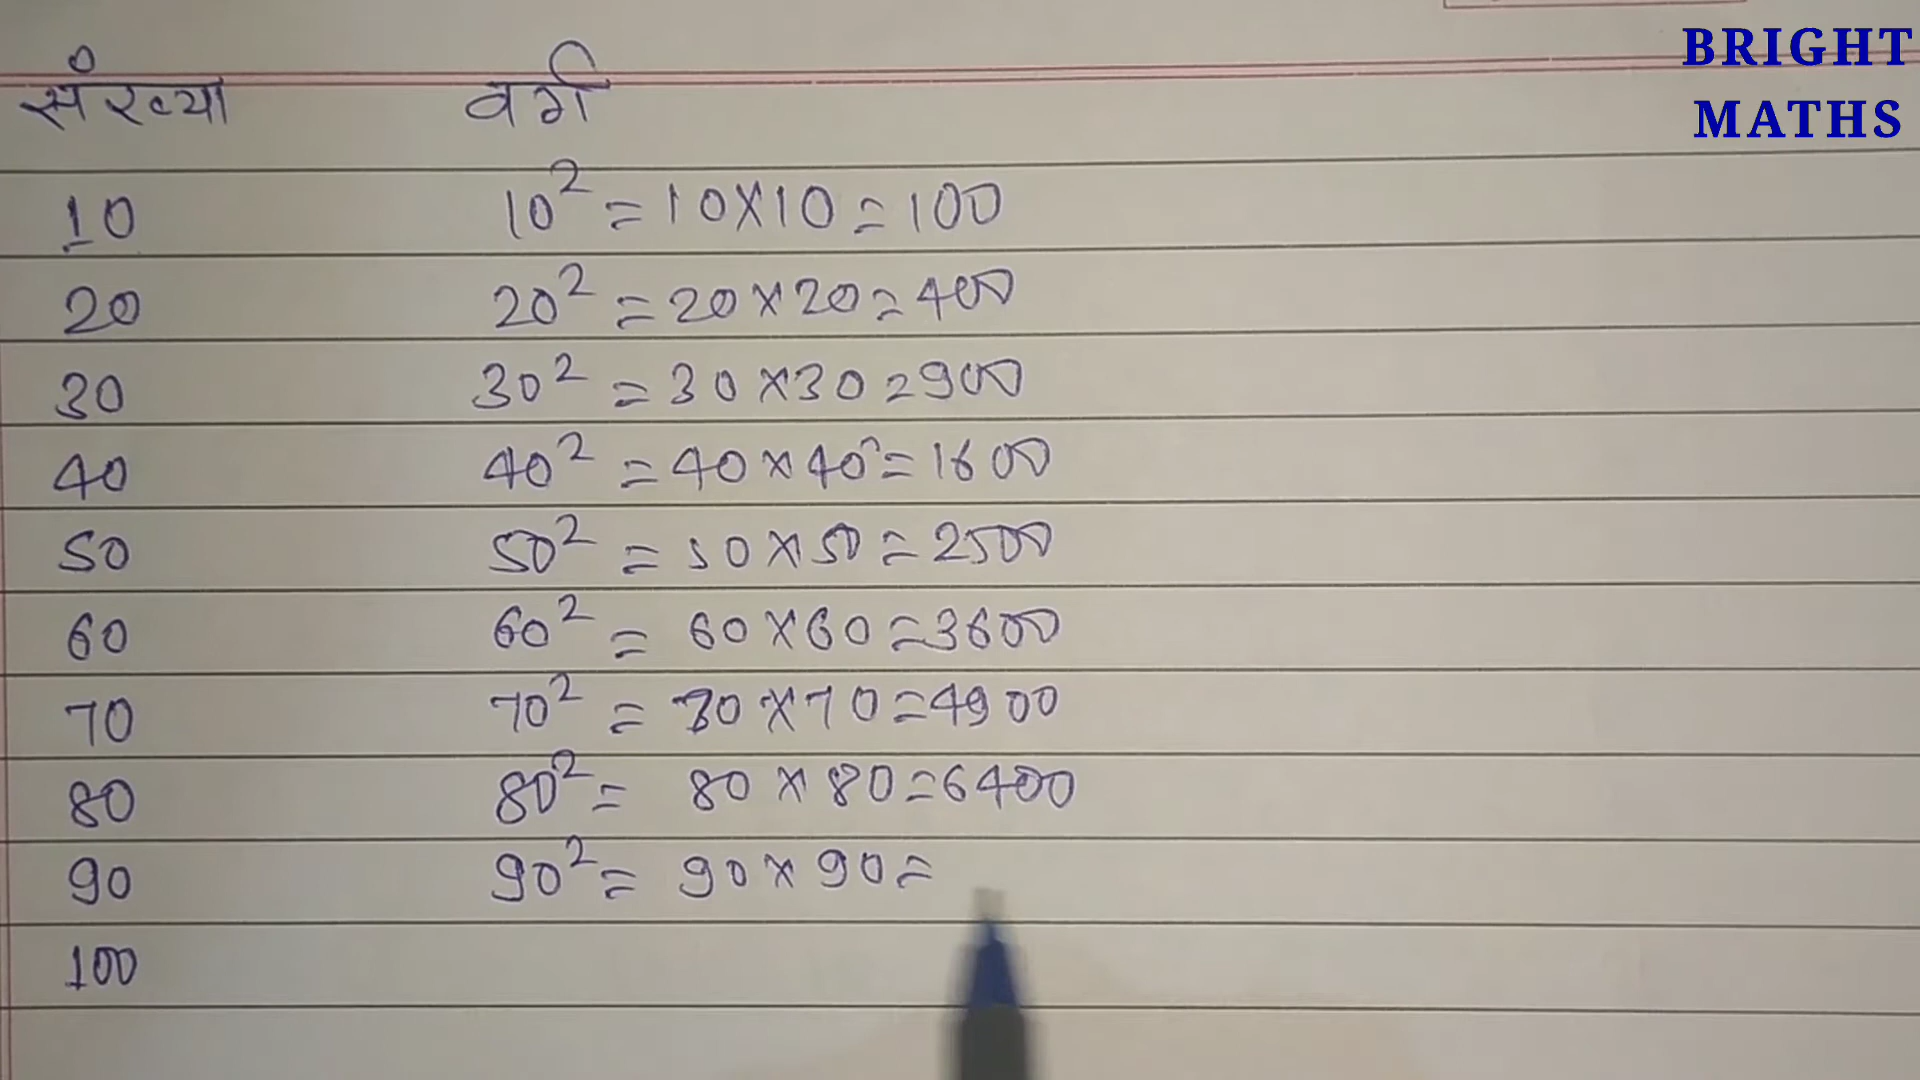 BRIGHT
MATHS
संख्या वर्ग
10 10² = 10×10 = 100
20 20² = 20×20 = 400
30 30² = 30×30 = 900
40 40² = 40×40 = 1600
50 50² = 50×50 = 2500
60 60² = 60×60 = 3600
70 70² = 70×70 = 4900
80 80² = 80×80 = 6400
90 90² = 90×90 =
100